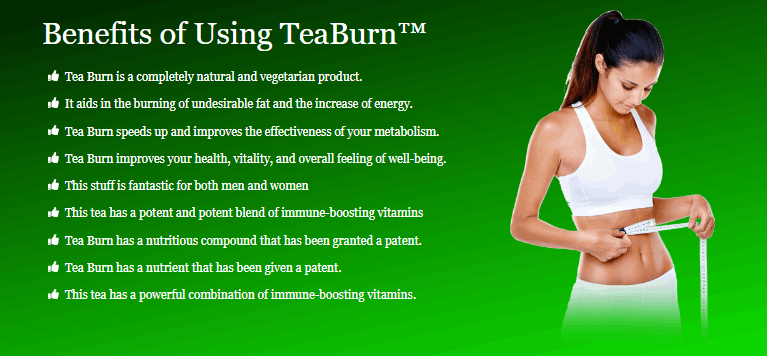 Benefits of Using TeaBurn™
Tea Burn is a completely natural and vegetarian product.
It aids in the burning of undesirable fat and the increase of energy.
Tea Burn speeds up and improves the effectiveness of your metabolism.
Tea Burn improves your health, vitality, and overall feeling of well-being.
This stuff is fantastic for both men and women
This tea has a potent and potent blend of immune-boosting vitamins
Tea Burn has a nutritious compound that has been granted a patent.
Tea Burn has a nutrient that has been given a patent.
This tea has a powerful combination of immune-boosting vitamins.